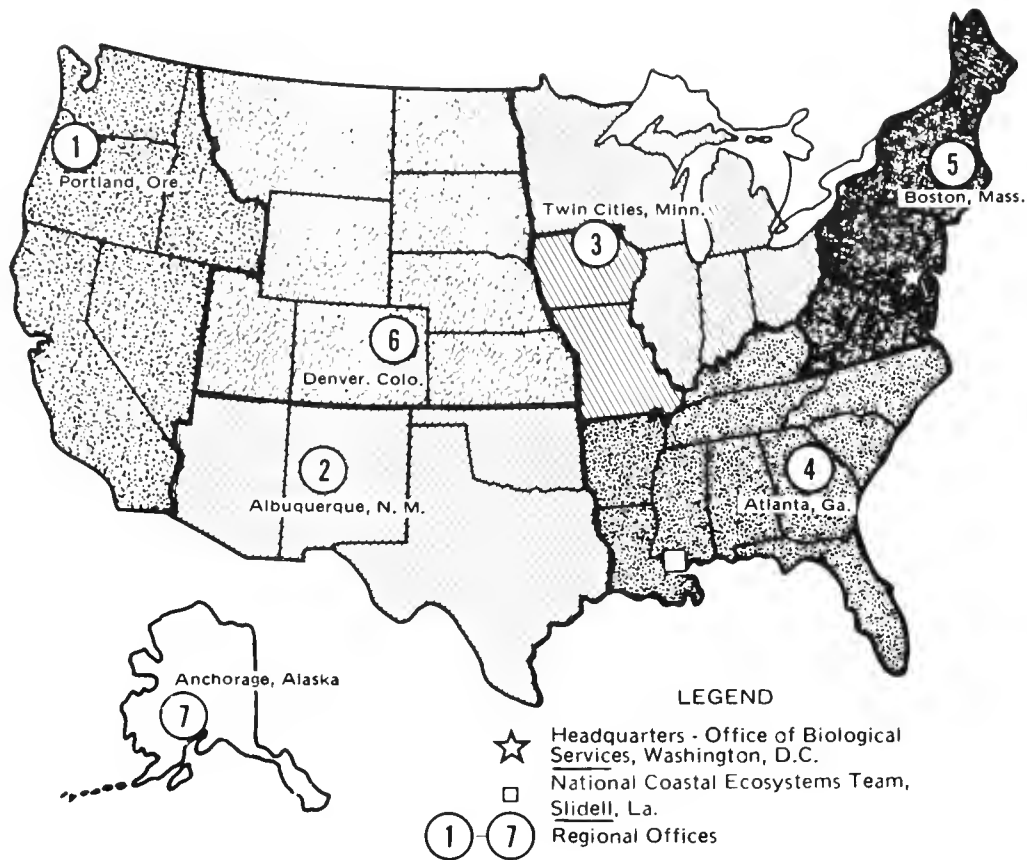 1
Portland, Ore.
5
Boston, Mass.
Twin Cities, Minn.
3
6
Denver. Colo.
2
Albuquerque, N. M.
4
Atlanta, Ga.
Anchorage, Alaska
7
LEGEND
Headquarters - Office of Biological
Services, Washington, D.C.
National Coastal Ecosystems Team,
Slidell, La.
1 - 7 Regional Offices